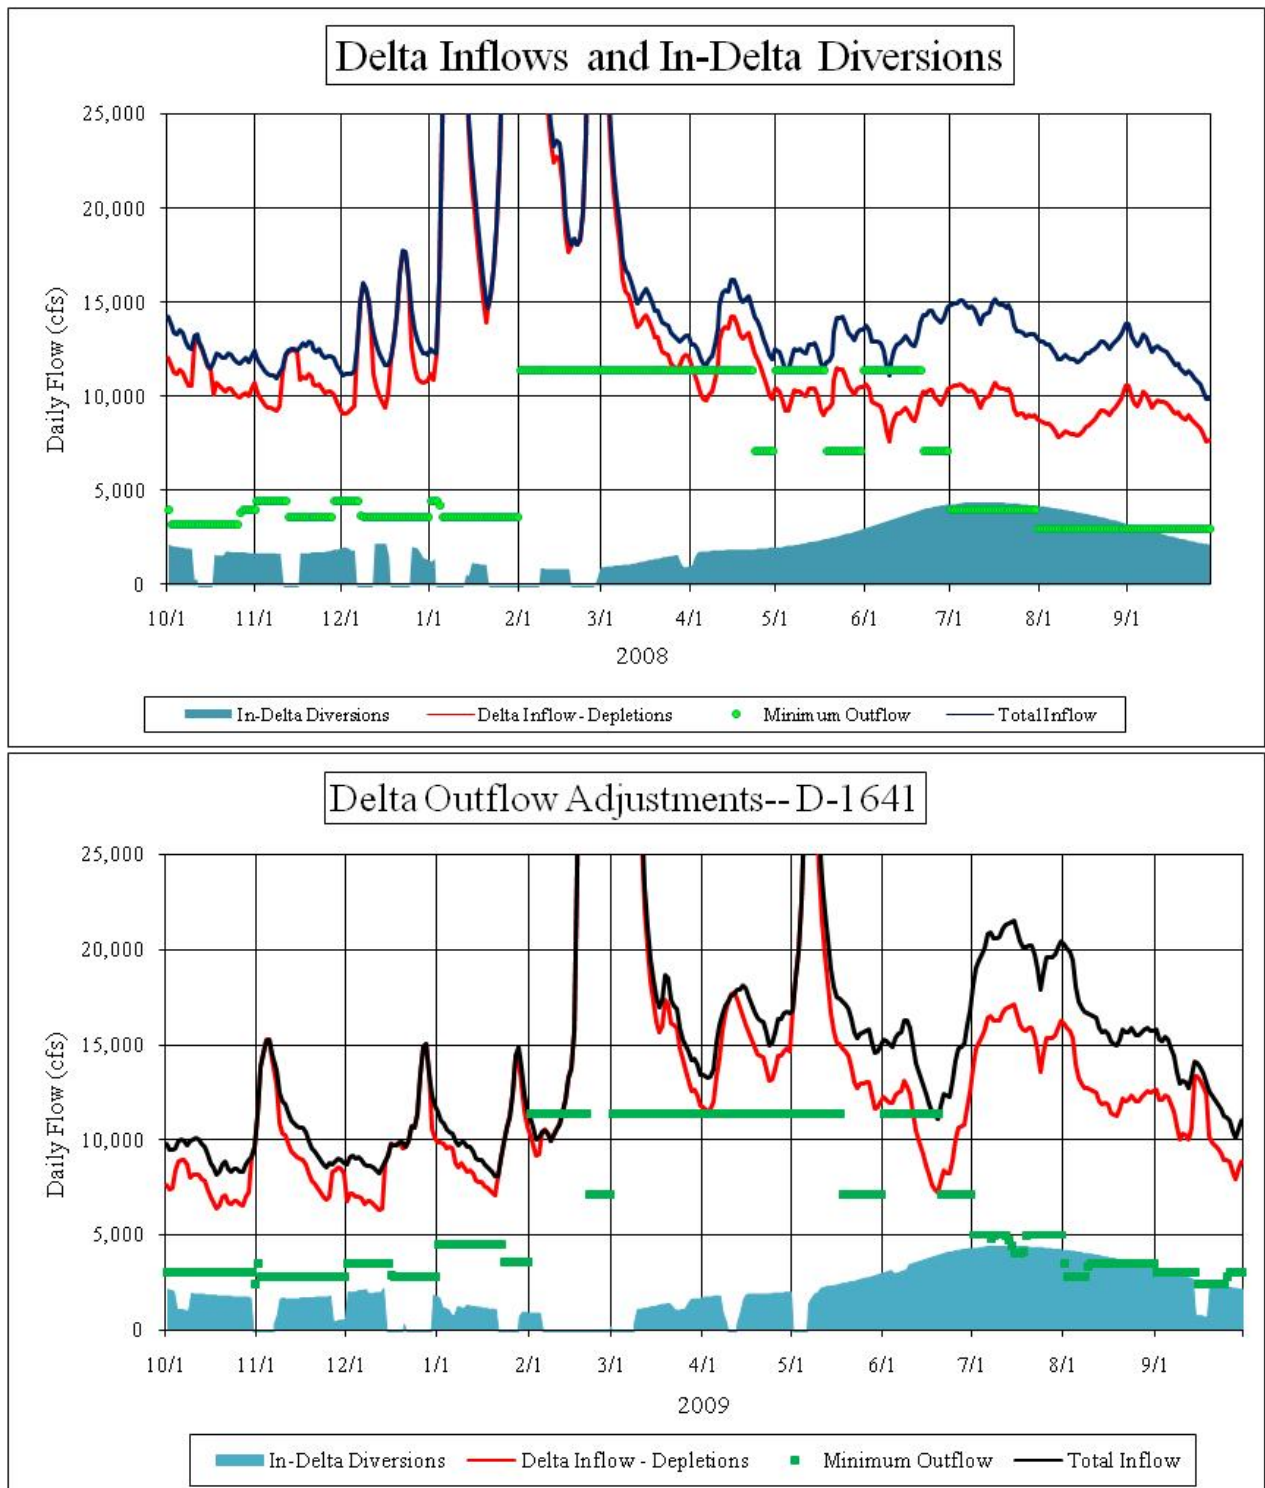 Delta Inflows and In-Delta Diversions
25,000
20,000
15,000
10,000
5,000
0
Daily Flow (cfs)
10/1 11/1 12/1 1/1 2/1 3/1 4/1 5/1 6/1 7/1 8/1 9/1
2008
In-Delta Diversions Delta Inflow - Depletions Minimum Outflow Total Inflow
Delta Outflow Adjustments-- D-1641
25,000
20,000
15,000
10,000
5,000
0
Daily Flow (cfs)
10/1 11/1 12/1 1/1 2/1 3/1 4/1 5/1 6/1 7/1 8/1 9/1
2009
In-Delta Diversions Delta Inflow - Depletions Minimum Outflow Total Inflow